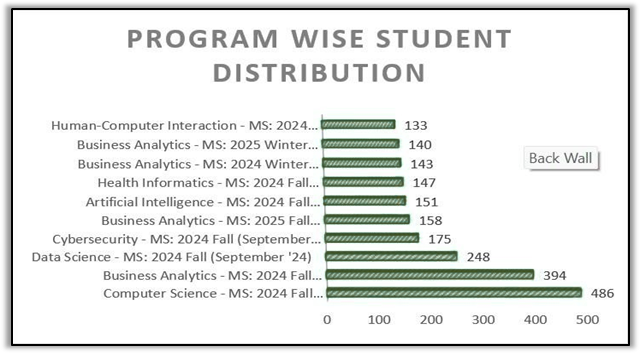 PROGRAM WISE STUDENT
DISTRIBUTION
Human-Computer Interaction - MS: 2024... 133
Business Analytics - MS: 2025 Winter... 140
Business Analytics - MS: 2024 Winter... 143
Back Wall
Health Informatics - MS: 2024 Fall... 147
Artificial Intelligence - MS: 2024 Fall... 151
Business Analytics - MS: 2025 Fall... 158
Cybersecurity - MS: 2024 Fall (September... 175
Data Science - MS: 2024 Fall (September '24) 248
Business Analytics - MS: 2024 Fall... 394
Computer Science - MS: 2024 Fall... 486
0 100 200 300 400 500